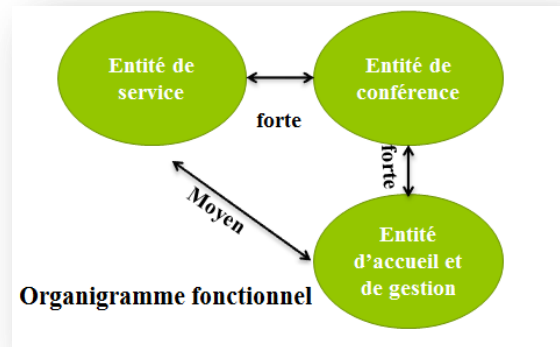 Entité de
service
Entité de
conférence
forte
forte
Moyen
Entité
d’accueil et
de gestion
Organigramme fonctionnel